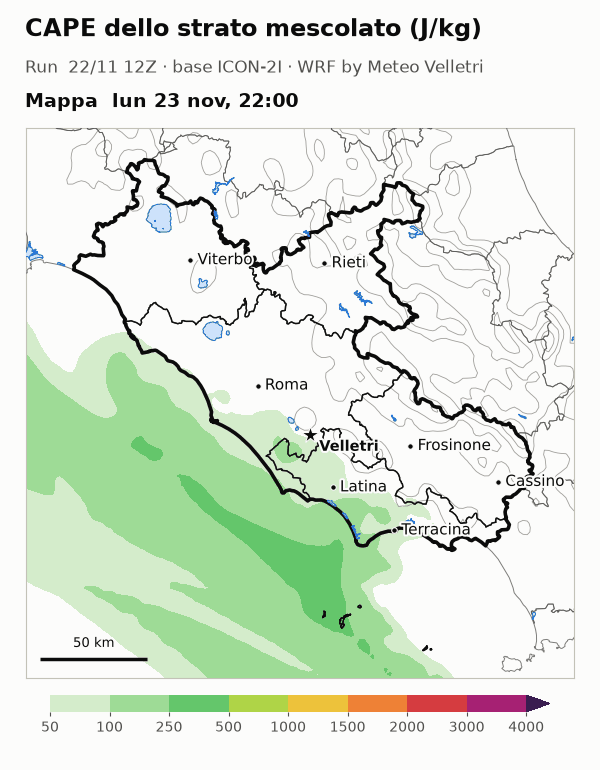 CAPE dello strato mescolato (J/kg)
Run  22/11 12Z · base ICON-2I · WRF by Meteo Velletri
Mappa  lun 23 nov, 22:00
Viterbo
Rieti
Roma
Velletri
Frosinone
Cassino
Latina
Terracina
50 km
50 100 250 500 1000 1500 2000 3000 4000